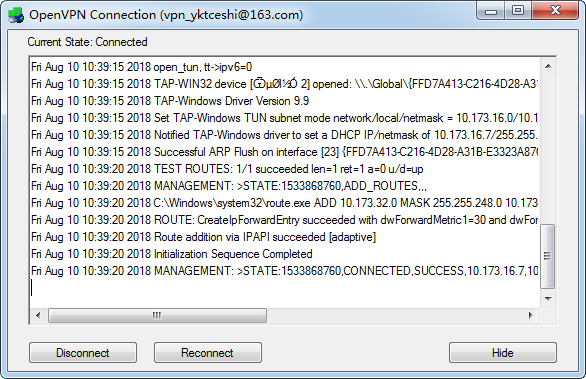 OpenVPN Connection (vpn_yktceshi@163.com)
Current State: Connected
Fri Aug 10 10:39:15 2018 open_tun, tt->ipv6=0
Fri Aug 10 10:39:15 2018 TAP-WIN32 device [ 2] opened: \\.\Global\{FFD7A413-C216-4D28-A31
Fri Aug 10 10:39:15 2018 TAP-Windows Driver Version 9.9
Fri Aug 10 10:39:15 2018 Set TAP-Windows TUN subnet mode network/local/netmask = 10.173.16.0/10.1
Fri Aug 10 10:39:15 2018 Notified TAP-Windows driver to set a DHCP IP/netmask of 10.173.16.7/255.255.
Fri Aug 10 10:39:15 2018 Successful ARP Flush on interface [23] {FFD7A413-C216-4D28-A31B-E3323A876
Fri Aug 10 10:39:20 2018 TEST ROUTES: 1/1 succeeded len=1 ret=1 a=0 u/d=up
Fri Aug 10 10:39:20 2018 MANAGEMENT: >STATE:1533868760,ADD_ROUTES,,,
Fri Aug 10 10:39:20 2018 C:\Windows\system32\route.exe ADD 10.173.32.0 MASK 255.255.248.0 10.173
Fri Aug 10 10:39:20 2018 ROUTE: CreateIpForwardEntry succeeded with dwForwardMetric1=30 and dwForw
Fri Aug 10 10:39:20 2018 Route addition via IPAPI succeeded [adaptive]
Fri Aug 10 10:39:20 2018 Initialization Sequence Completed
Fri Aug 10 10:39:20 2018 MANAGEMENT: >STATE:1533868760,CONNECTED,SUCCESS,10.173.16.7,10
Disconnect
Reconnect
Hide